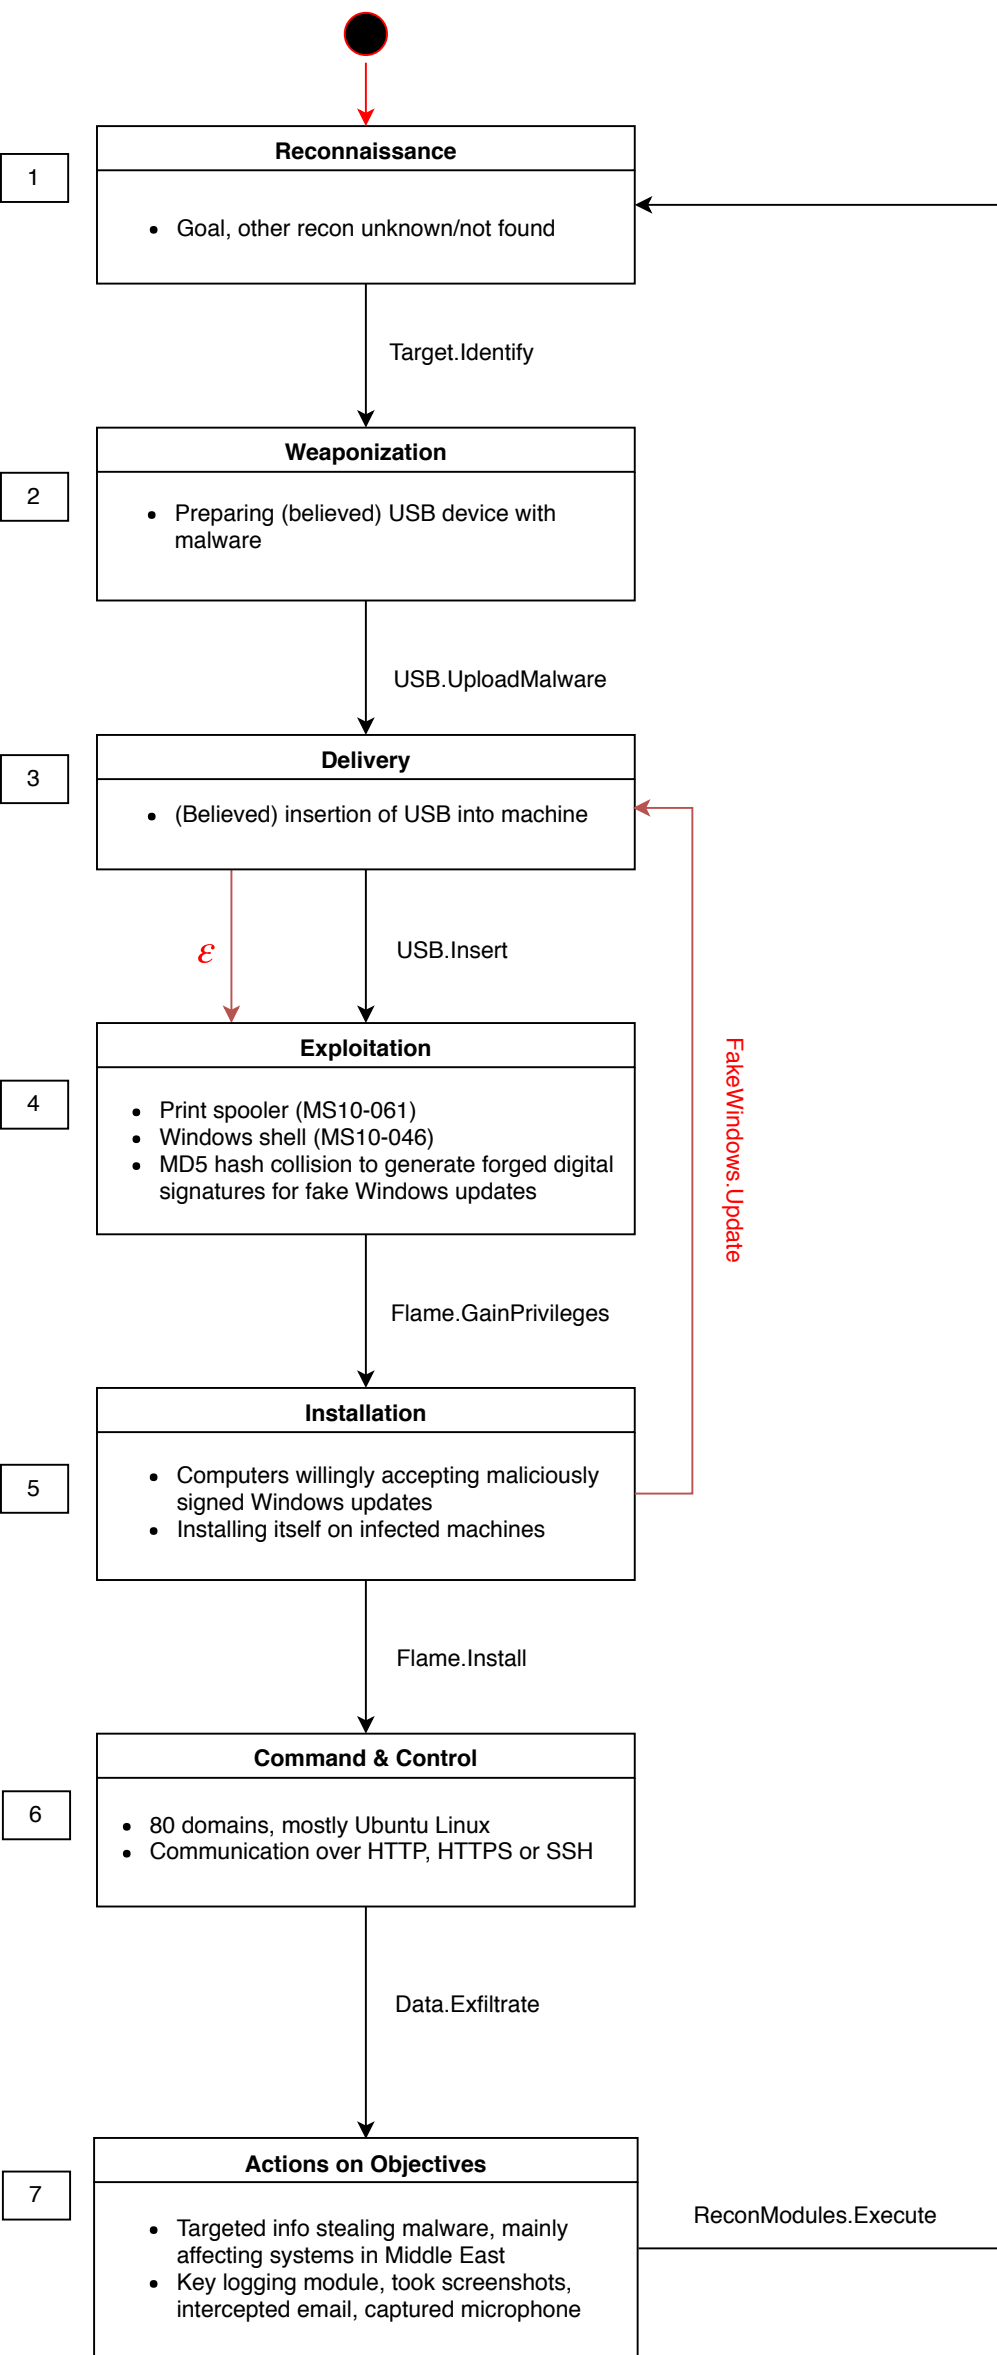 1
Reconnaissance
• Goal, other recon unknown/not found
Target.Identify
2
Weaponization
• Preparing (believed) USB device with
malware
USB.UploadMalware
3
Delivery
• (Believed) insertion of USB into machine
ε
USB.Insert
4
Exploitation
• Print spooler (MS10-061)
• Windows shell (MS10-046)
• MD5 hash collision to generate forged digital
signatures for fake Windows updates
FakeWindows.Update
Flame.GainPrivileges
5
Installation
• Computers willingly accepting maliciously
signed Windows updates
• Installing itself on infected machines
Flame.Install
6
Command & Control
• 80 domains, mostly Ubuntu Linux
• Communication over HTTP, HTTPS or SSH
Data.Exfiltrate
7
Actions on Objectives
• Targeted info stealing malware, mainly
affecting systems in Middle East
• Key logging module, took screenshots,
intercepted email, captured microphone
ReconModules.Execute